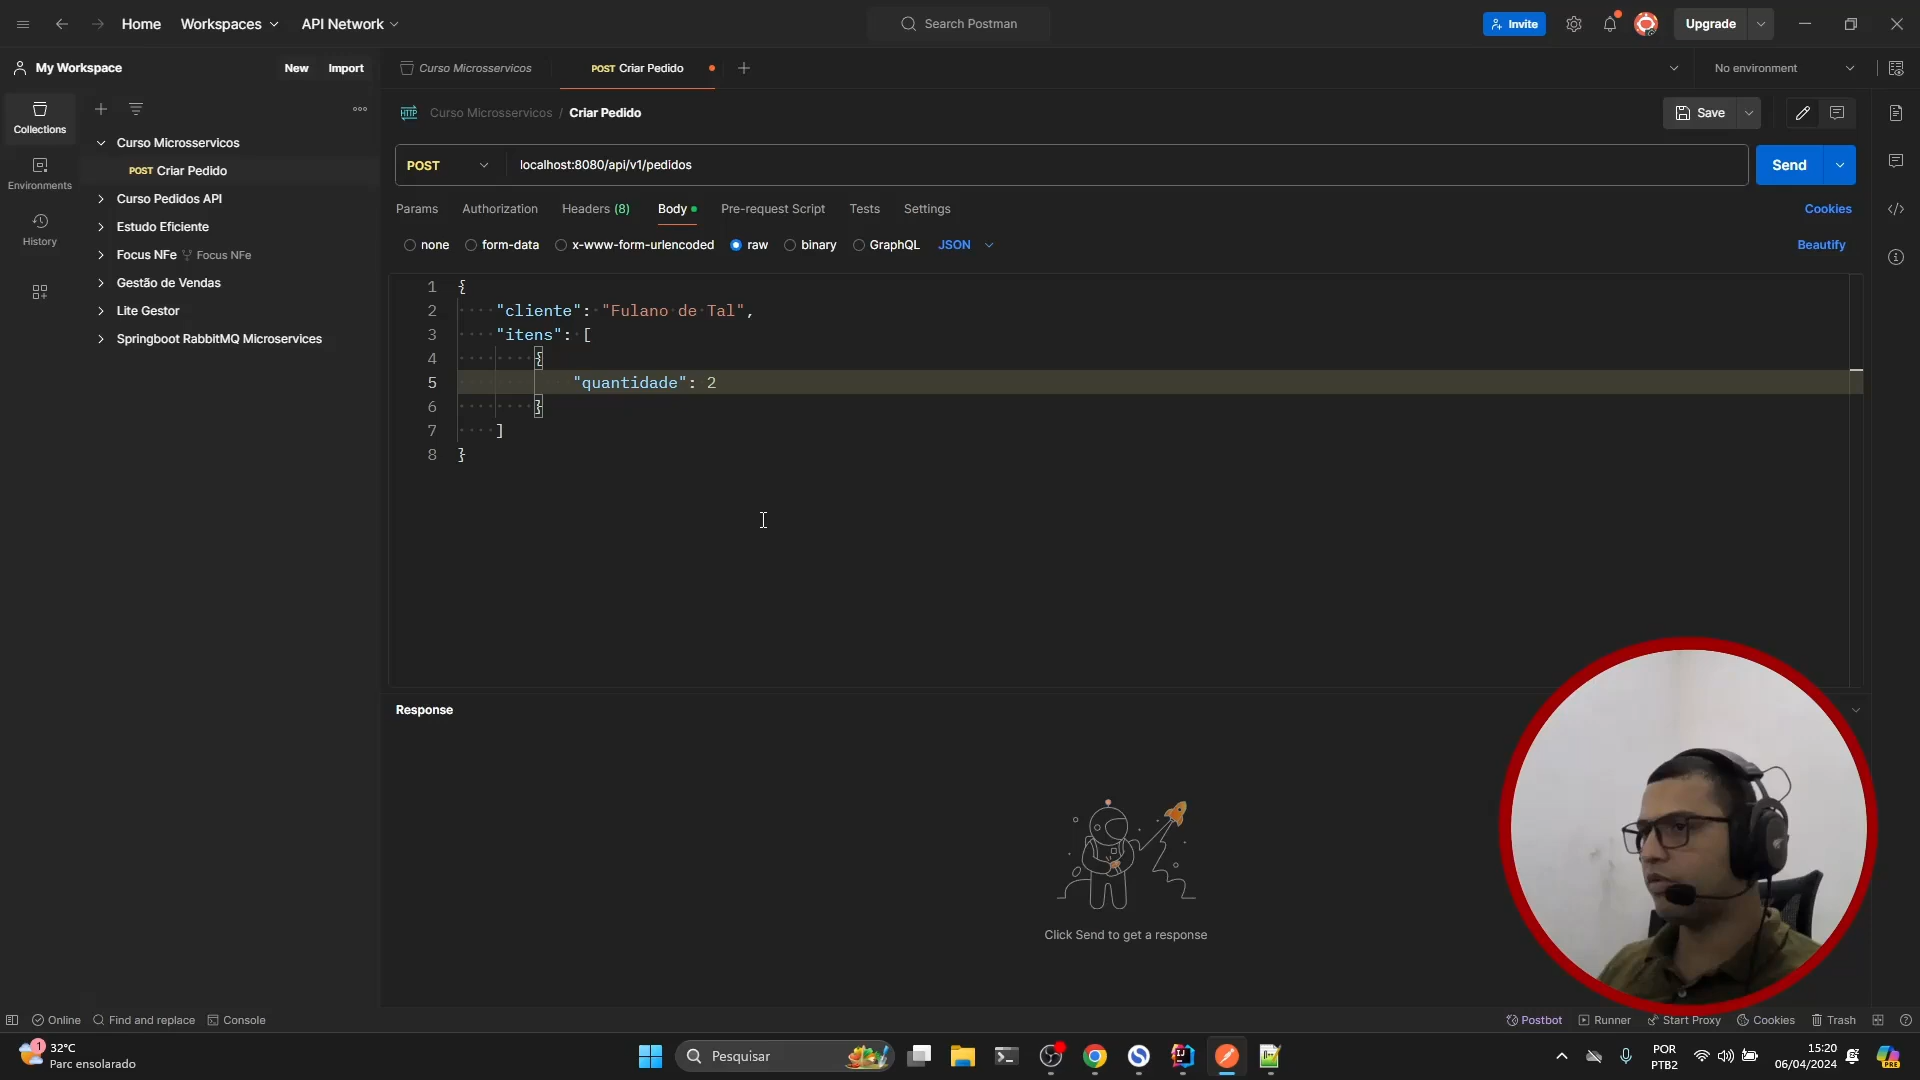 Home Workspaces API Network Search Postman Invite Upgrade
My Workspace New Import Curso Microsservicos POST Criar Pedido No environment
HTTP Curso Microsservicos / Criar Pedido Save
Collections
Environments
History
Curso Microsservicos
POST Criar Pedido
Curso Pedidos API
Estudo Eficiente
Focus NFe Focus NFe
Gestão de Vendas
Lite Gestor
Springboot RabbitMQ Microservices
POST localhost:8080/api/v1/pedidos Send
Params Authorization Headers (8) Body Pre-request Script Tests Settings Cookies
none form-data x-www-form-urlencoded raw binary GraphQL JSON Beautify
1 {
2 "cliente": "Fulano de Tal",
3 "itens": [
4 {
5 "quantidade": 2
6 }
7 ]
8 }
Response
Click Send to get a response
Online Find and replace Console Postbot Runner Start Proxy Cookies Trash
1 32°C
Parc ensolarado
Pesquisar
PRE
POR
PTB2
15:20
06/04/2024